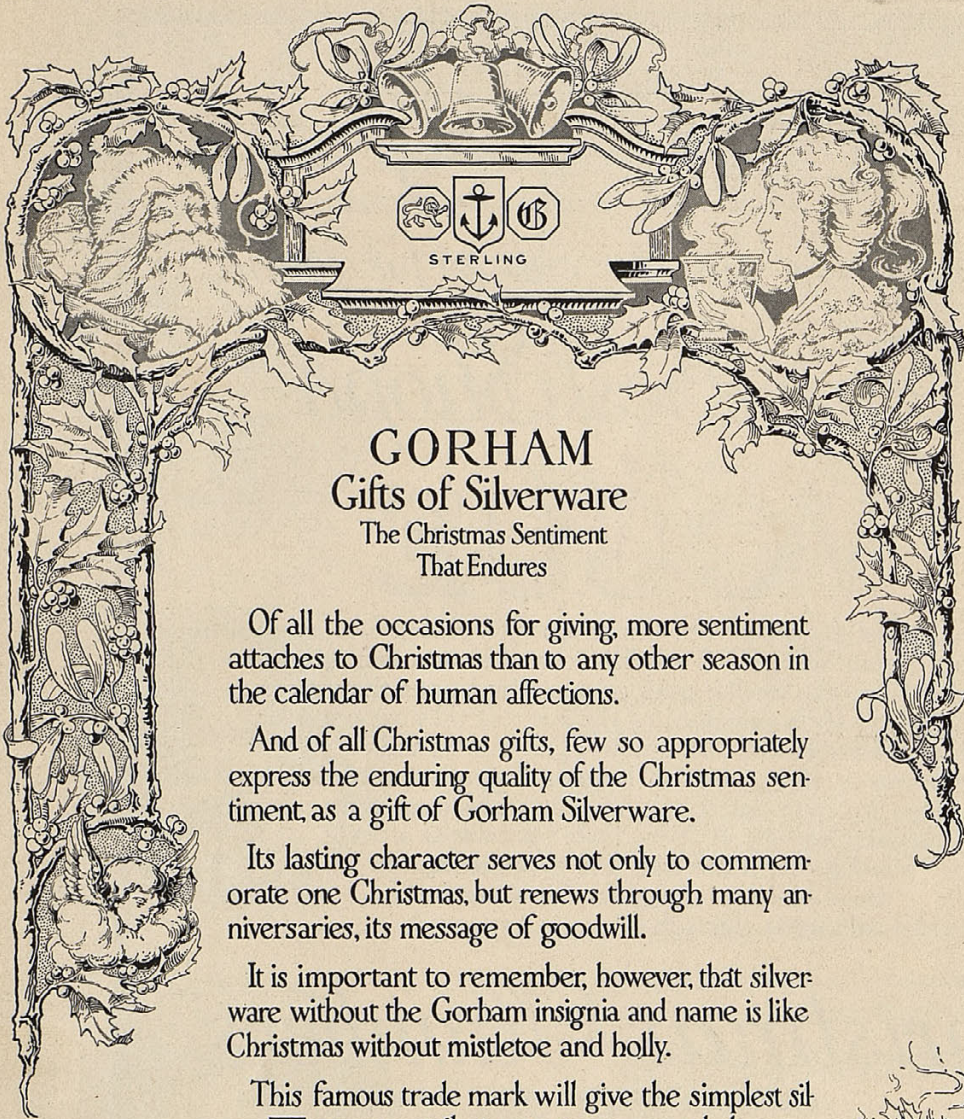 G
STERLING
GORHAM
Gifts of Silverware
The Christmas Sentiment
That Endures
Of all the occasions for giving, more sentiment
attaches to Christmas than to any other season in
the calendar of human affections.
And of all Christmas gifts, few so appropriately
express the enduring quality of the Christmas sen-
timent, as a gift of Gorham Silverware.
Its lasting character serves not only to commem-
orate one Christmas, but renews through many an-
niversaries, its message of goodwill.
It is important to remember, however, that silver-
ware without the Gorham insignia and name is like
Christmas without mistletoe and holly.
This famous trade mark will give the simplest sil-